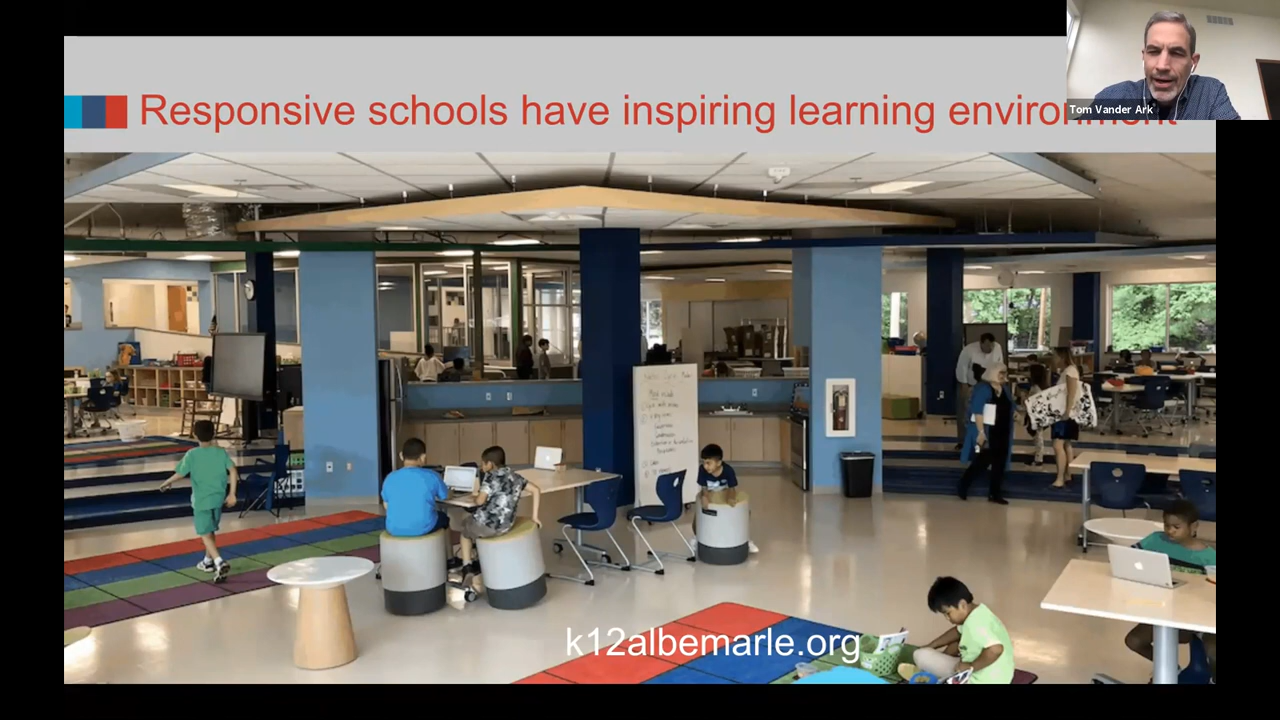 Responsive schools have inspiring learning environment
Tom Vander Ark
k12albemarle.org